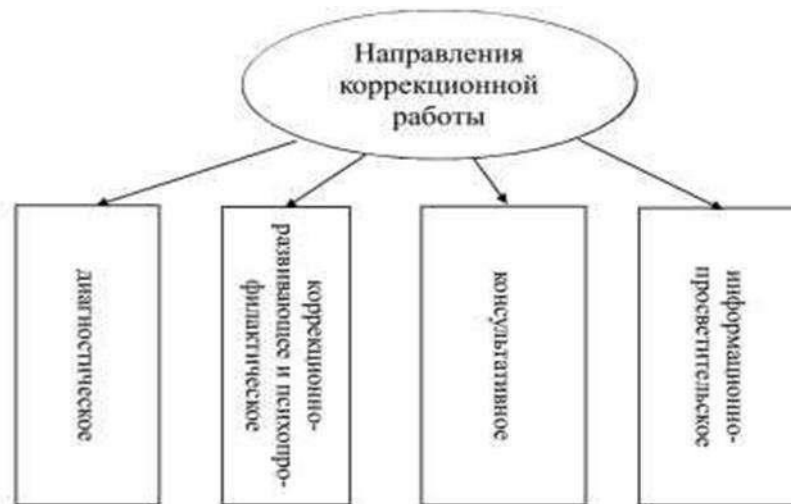 Направления
коррекционной
работы
диагностическое
коррекционно-
развивающее и психопро-
филактическое
консультативное
информационно-
просветительское